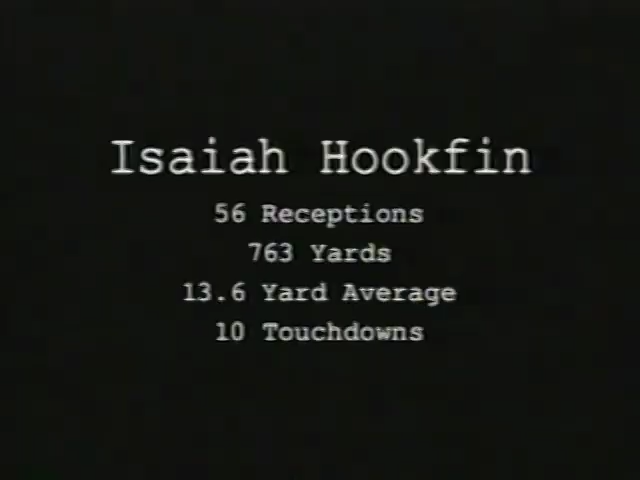 Isaiah Hookfin
56 Receptions
763 Yards
13.6 Yard Average
10 Touchdowns